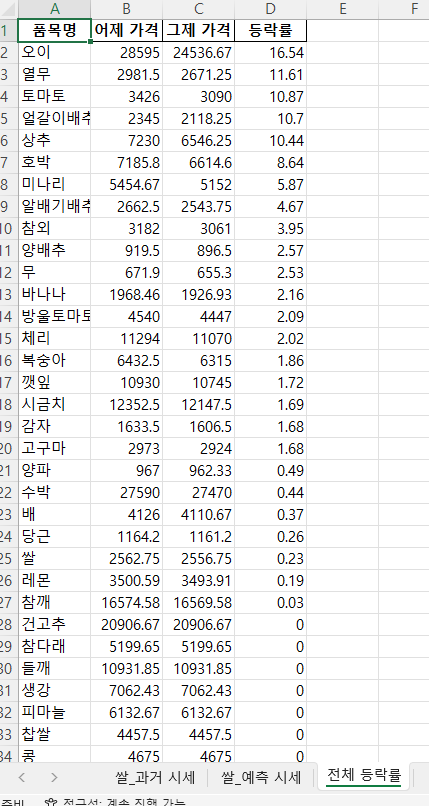 A B C D E F
1 품목명 어제 가격 그제 가격 등락률
2 오이 28595 24536.67 16.54
3 열무 2981.5 2671.25 11.61
4 토마토 3426 3090 10.87
5 얼갈이배추 2345 2118.25 10.7
6 상추 7230 6546.25 10.44
7 호박 7185.8 6614.6 8.64
8 미나리 5454.67 5152 5.87
9 알배기배추 2662.5 2543.75 4.67
10 참외 3182 3061 3.95
11 양배추 919.5 896.5 2.57
12 무 671.9 655.3 2.53
13 바나나 1968.46 1926.93 2.16
14 방울토마토 4540 4447 2.09
15 체리 11294 11070 2.02
16 복숭아 6432.5 6315 1.86
17 깻잎 10930 10745 1.72
18 시금치 12352.5 12147.5 1.69
19 감자 1633.5 1606.5 1.68
20 고구마 2973 2924 1.68
21 양파 967 962.33 0.49
22 수박 27590 27470 0.44
23 배 4126 4110.67 0.37
24 당근 1164.2 1161.2 0.26
25 쌀 2562.75 2556.75 0.23
26 레몬 3500.59 3493.91 0.19
27 참깨 16574.58 16569.58 0.03
28 건고추 20906.67 20906.67 0
29 참다래 5199.65 5199.65 0
30 들깨 10931.85 10931.85 0
31 생강 7062.43 7062.43 0
32 피마늘 6132.67 6132.67 0
33 찹쌀 4457.5 4457.5 0
34 콩 4675 4675 0
쌀_과거 시세 쌀_예측 시세 전체 등락률
준비 접근성: 계속 진행 가능